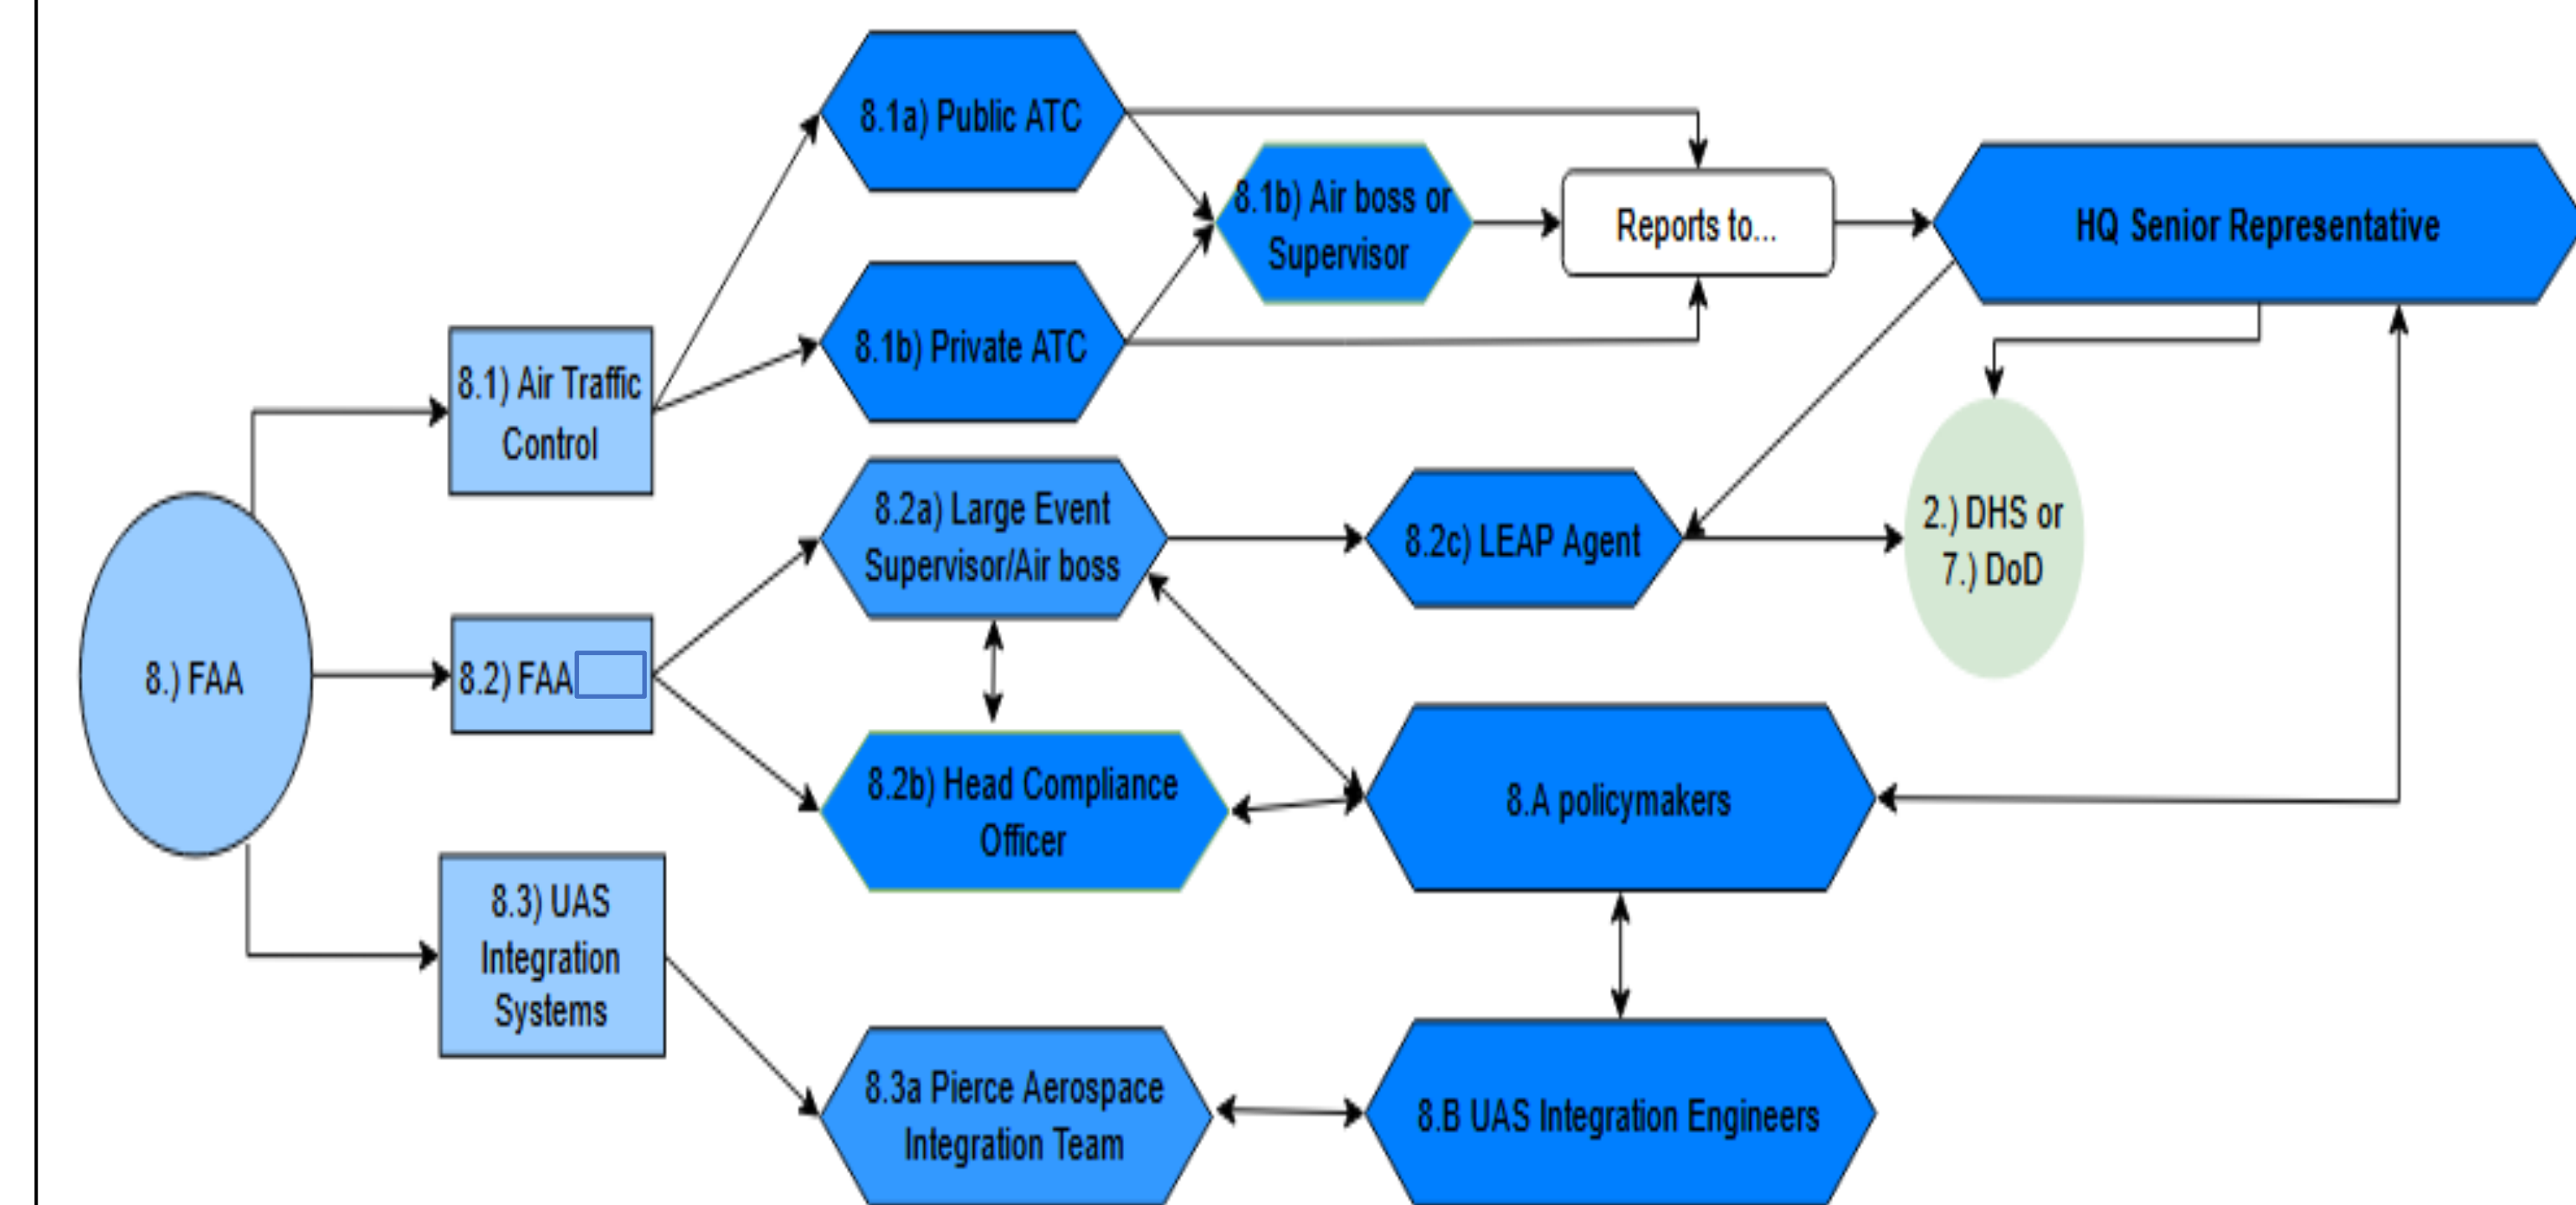 8.1a) Public ATC
8.1b) Air boss or
Supervisor
Reports to...
HQ Senior Representative
8.1b) Private ATC
8.1) Air Traffic
Control
8.2a) Large Event
Supervisor/Air boss
8.2c) LEAP Agent
2.) DHS or
7.) DoD
8.) FAA
8.2) FAA
8.2b) Head Compliance
Officer
8.A policymakers
8.3) UAS
Integration
Systems
8.3a Pierce Aerospace
Integration Team
8.B UAS Integration Engineers